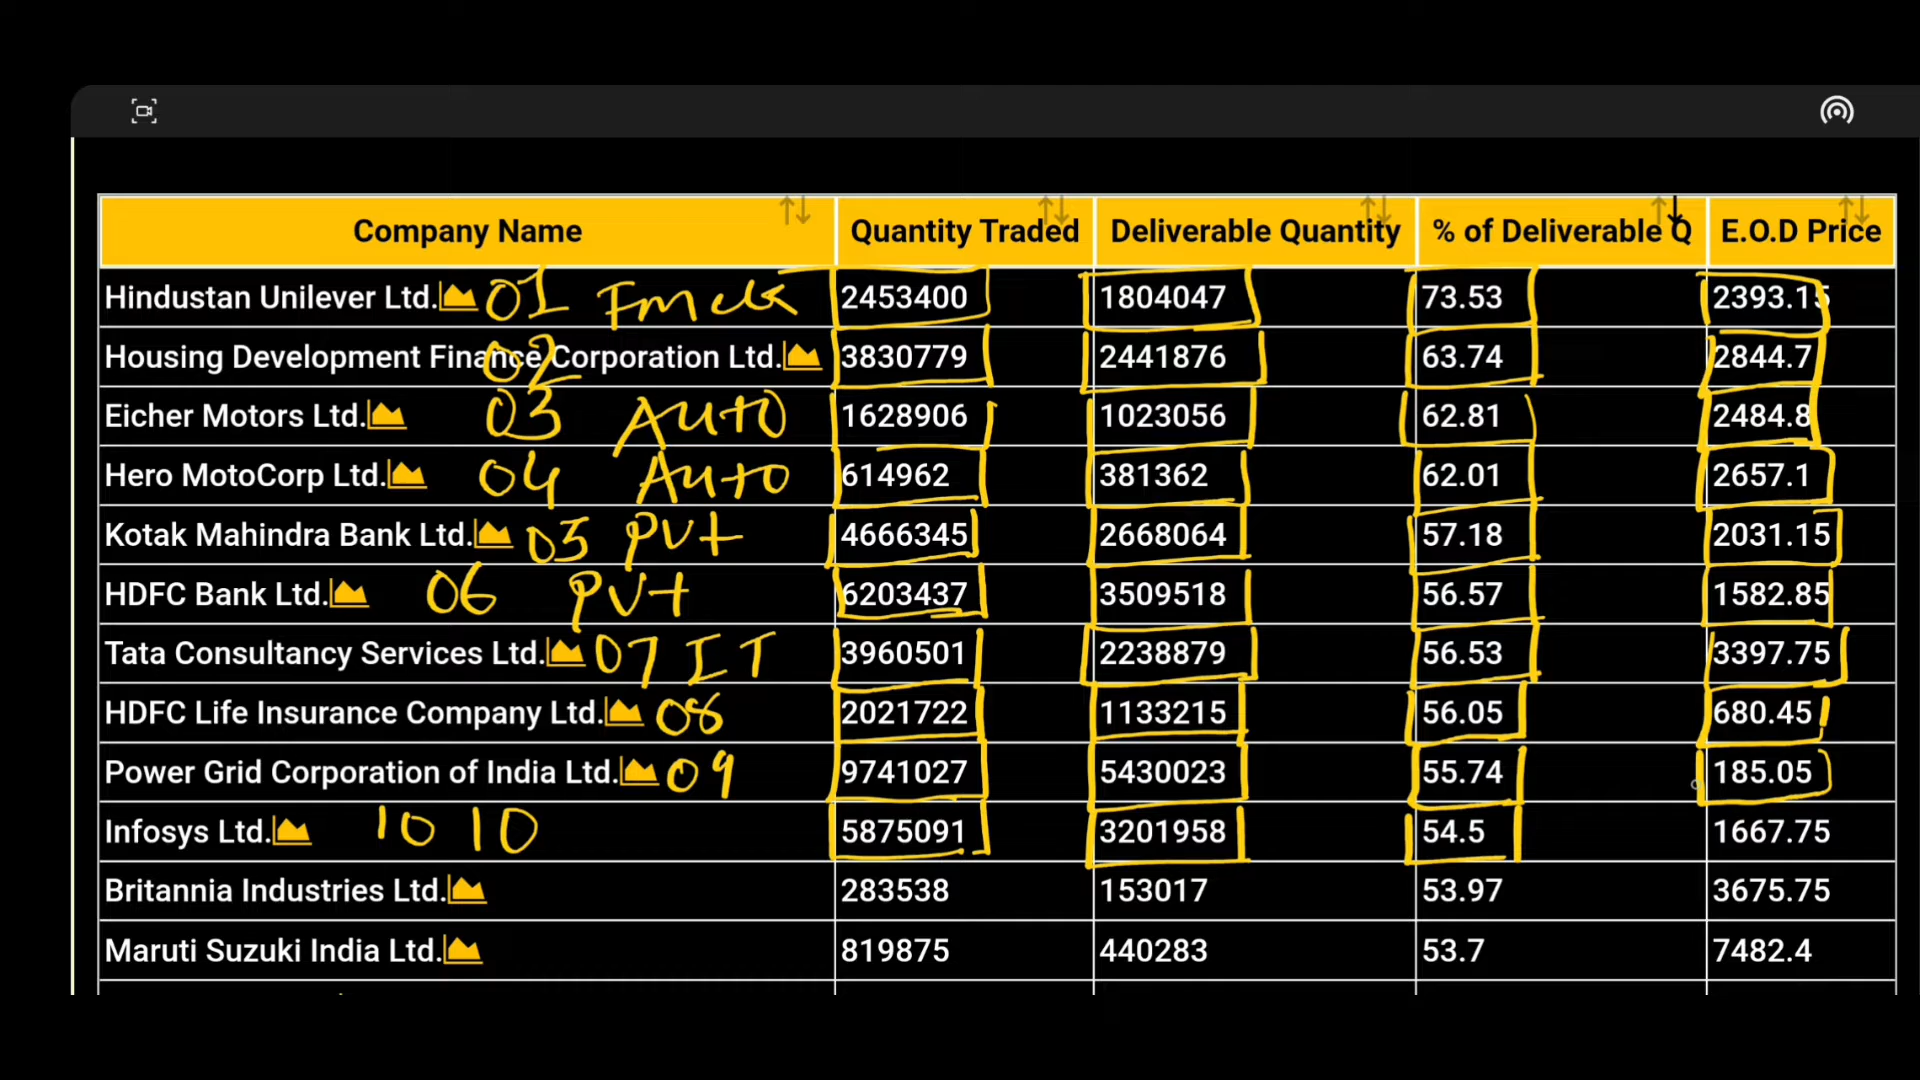 Company Name Quantity Traded Deliverable Quantity % of Deliverable Q E.O.D Price
Hindustan Unilever Ltd. 01 2453400 1804047 73.53 2393.15
Housing Development Finance Corporation Ltd. 02 3830779 2441876 63.74 2844.7
Eicher Motors Ltd. 03 AUTO 1628906 1023056 62.81 2484.8
Hero MotoCorp Ltd. 04 AUTO 614962 381362 62.01 2657.1
Kotak Mahindra Bank Ltd. 05 PVT 4666345 2668064 57.18 2031.15
HDFC Bank Ltd. 06 PVT 6203437 3509518 56.57 1582.85
Tata Consultancy Services Ltd. 07 IT 3960501 2238879 56.53 3397.75
HDFC Life Insurance Company Ltd. 08 2021722 1133215 56.05 680.45
Power Grid Corporation of India Ltd. 09 9741027 5430023 55.74 185.05
Infosys Ltd. 10 10 5875091 3201958 54.5 1667.75
Britannia Industries Ltd. 283538 153017 53.97 3675.75
Maruti Suzuki India Ltd. 819875 440283 53.7 7482.4